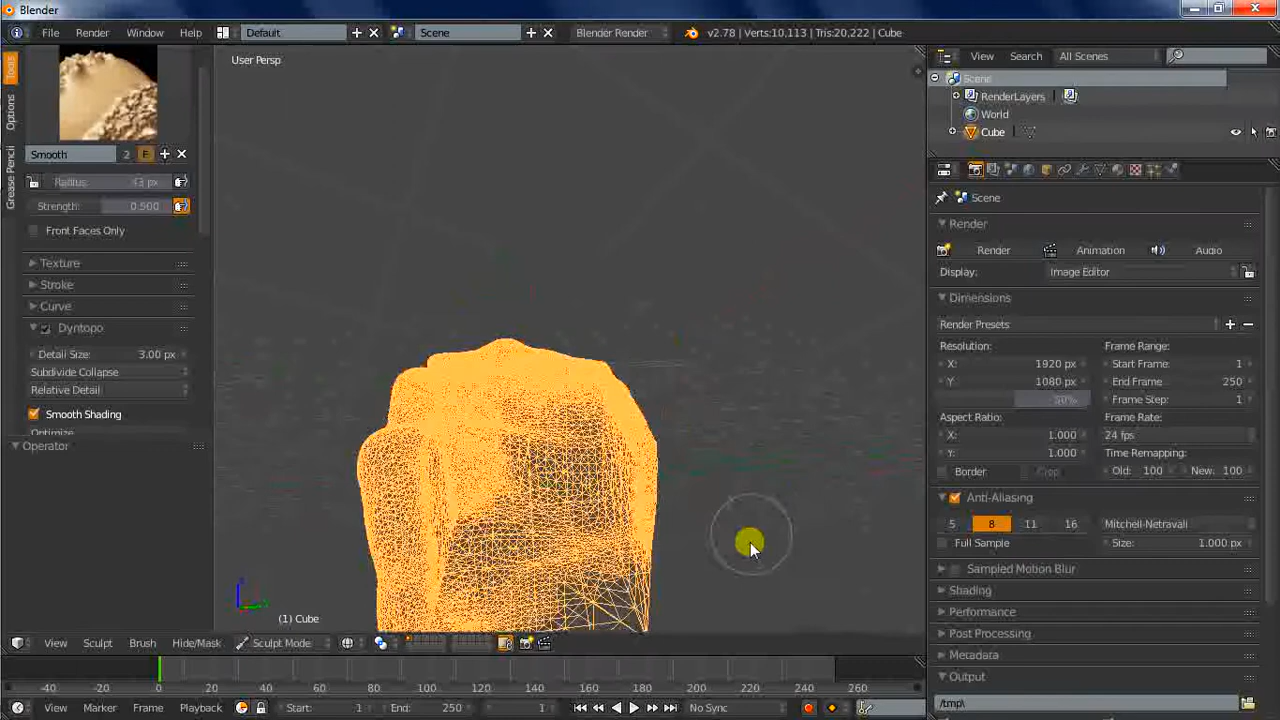 Blender
File Render Window Help Default Scene Blender Render v2.78 | Verts:10,113 | Tris:20,222 | Cube
User Persp
View Search All Scenes
Scene
RenderLayers
World
Cube
Tools
Options
Grease Pencil
Smooth 2 F
Strength: 0.500
Front Faces Only
Texture
Stroke
Curve
Dyntopo
Detail Size: 3.00 px
Subdivide Collapse
Relative Detail
Smooth Shading
Optimize
Operator
(1) Cube
Scene
Render
Render Animation Audio
Display: Image Editor
Dimensions
Render Presets
Resolution: Frame Range:
X: 1920 px Start Frame: 1
Y: 1080 px End Frame: 250
50% Frame Step: 1
Aspect Ratio: Frame Rate:
X: 1.000 24 fps
Y: 1.000 Time Remapping:
Border Crop Old: 100 New: 100
Anti-Aliasing
5 8 11 16 Mitchell-Netravali
Full Sample Size: 1.000 px
Sampled Motion Blur
Shading
Performance
Post Processing
Metadata
Output
/tmp\
View Sculpt Brush Hide/Mask Sculpt Mode
-40 -20 0 20 40 60 80 100 120 140 160 180 200 220 240 260
View Marker Frame Playback Start: 1 End: 250 1 No Sync